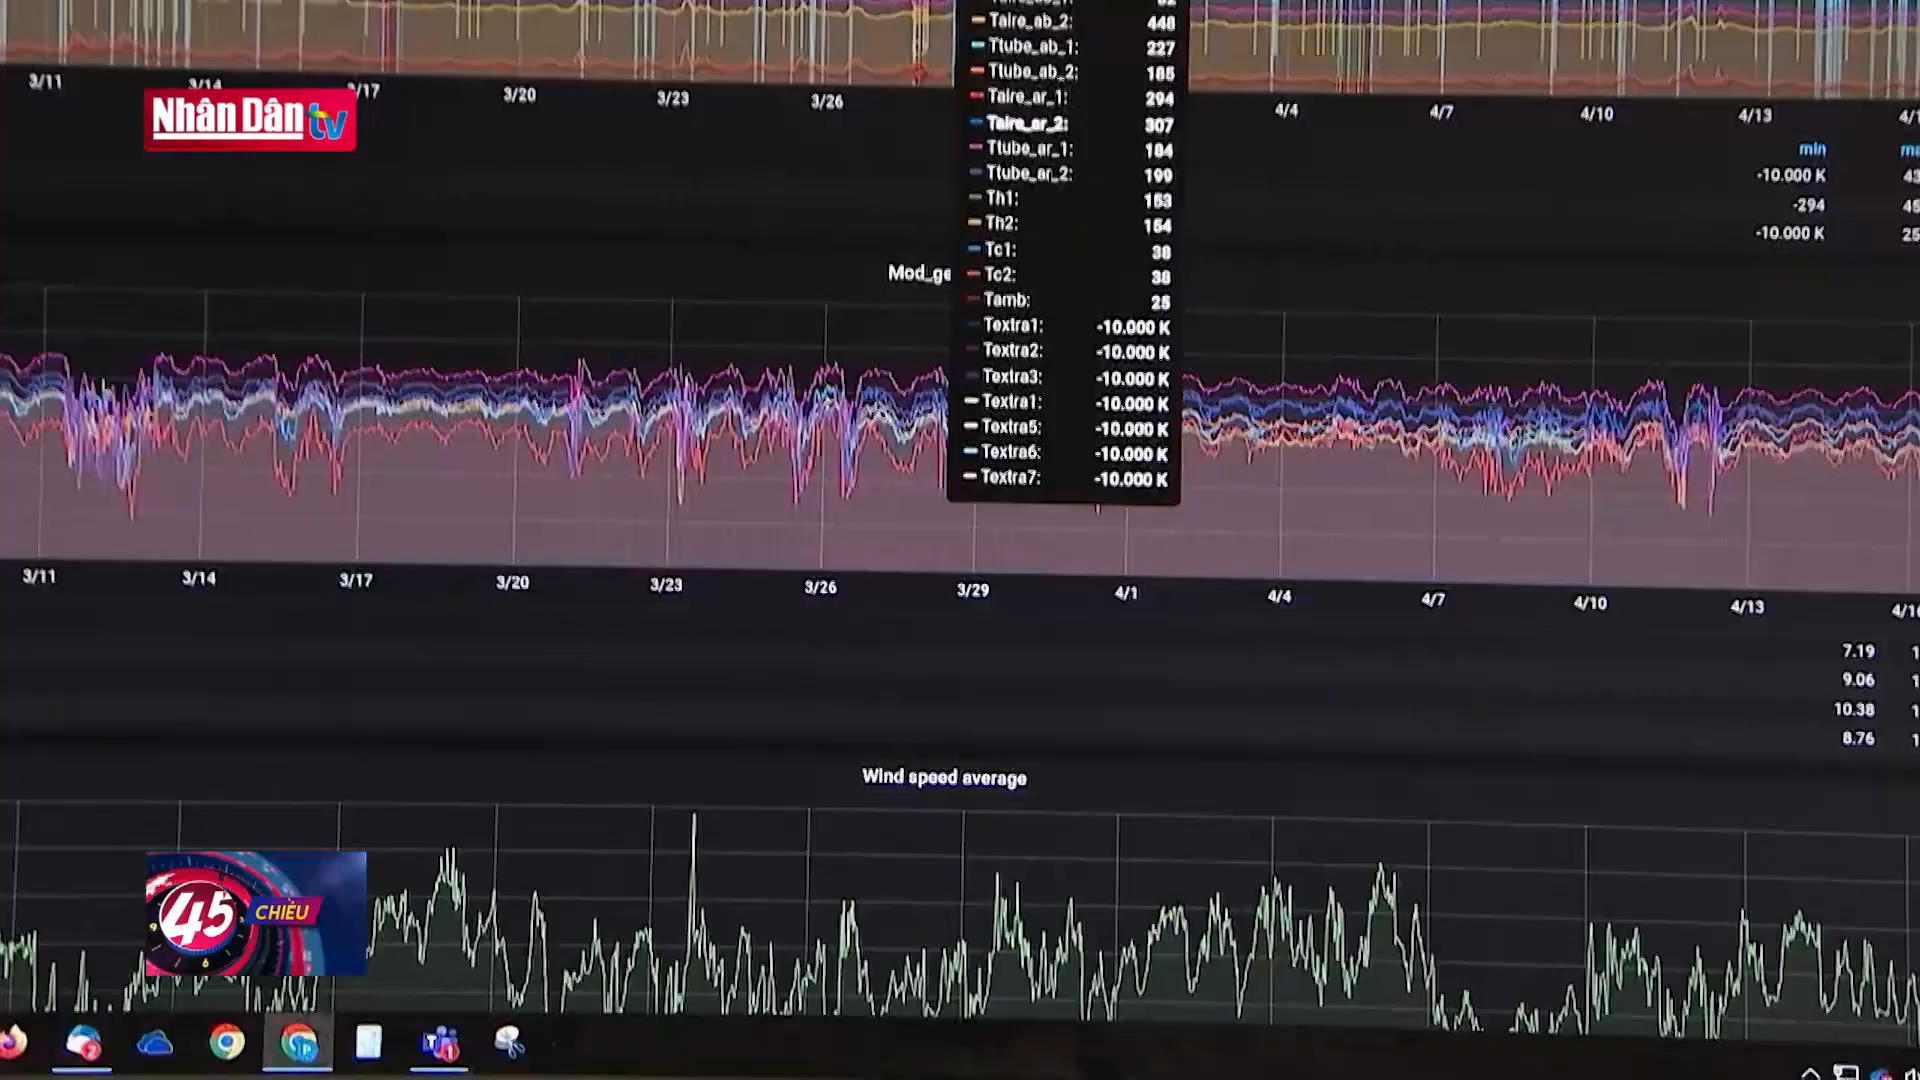 Taire_ab_2: 448
Ttube_ab_1: 227
Ttube_ab_2: 185
Taire_ar_1: 294
Taire_ar_2: 307
Ttube_ar_1: 184
Ttube_ar_2: 199
Th1: 153
Th2: 154
Tc1: 38
Tc2: 38
Tamb: 25
Textra1: -10.000 K
Textra2: -10.000 K
Textra3: -10.000 K
Textra1: -10.000 K
Textra5: -10.000 K
Textra6: -10.000 K
Textra7: -10.000 K
3/11 3/14 3/17 3/20 3/23 3/26 4/4 4/7 4/10 4/13
Nhân Dân tv
min
-10.000 K
-294
-10.000 K
Mod_ge
3/11 3/14 3/17 3/20 3/23 3/26 3/29 4/1 4/4 4/7 4/10 4/13
7.19
9.06
10.38
8.76
Wind speed average
45 CHIỀU